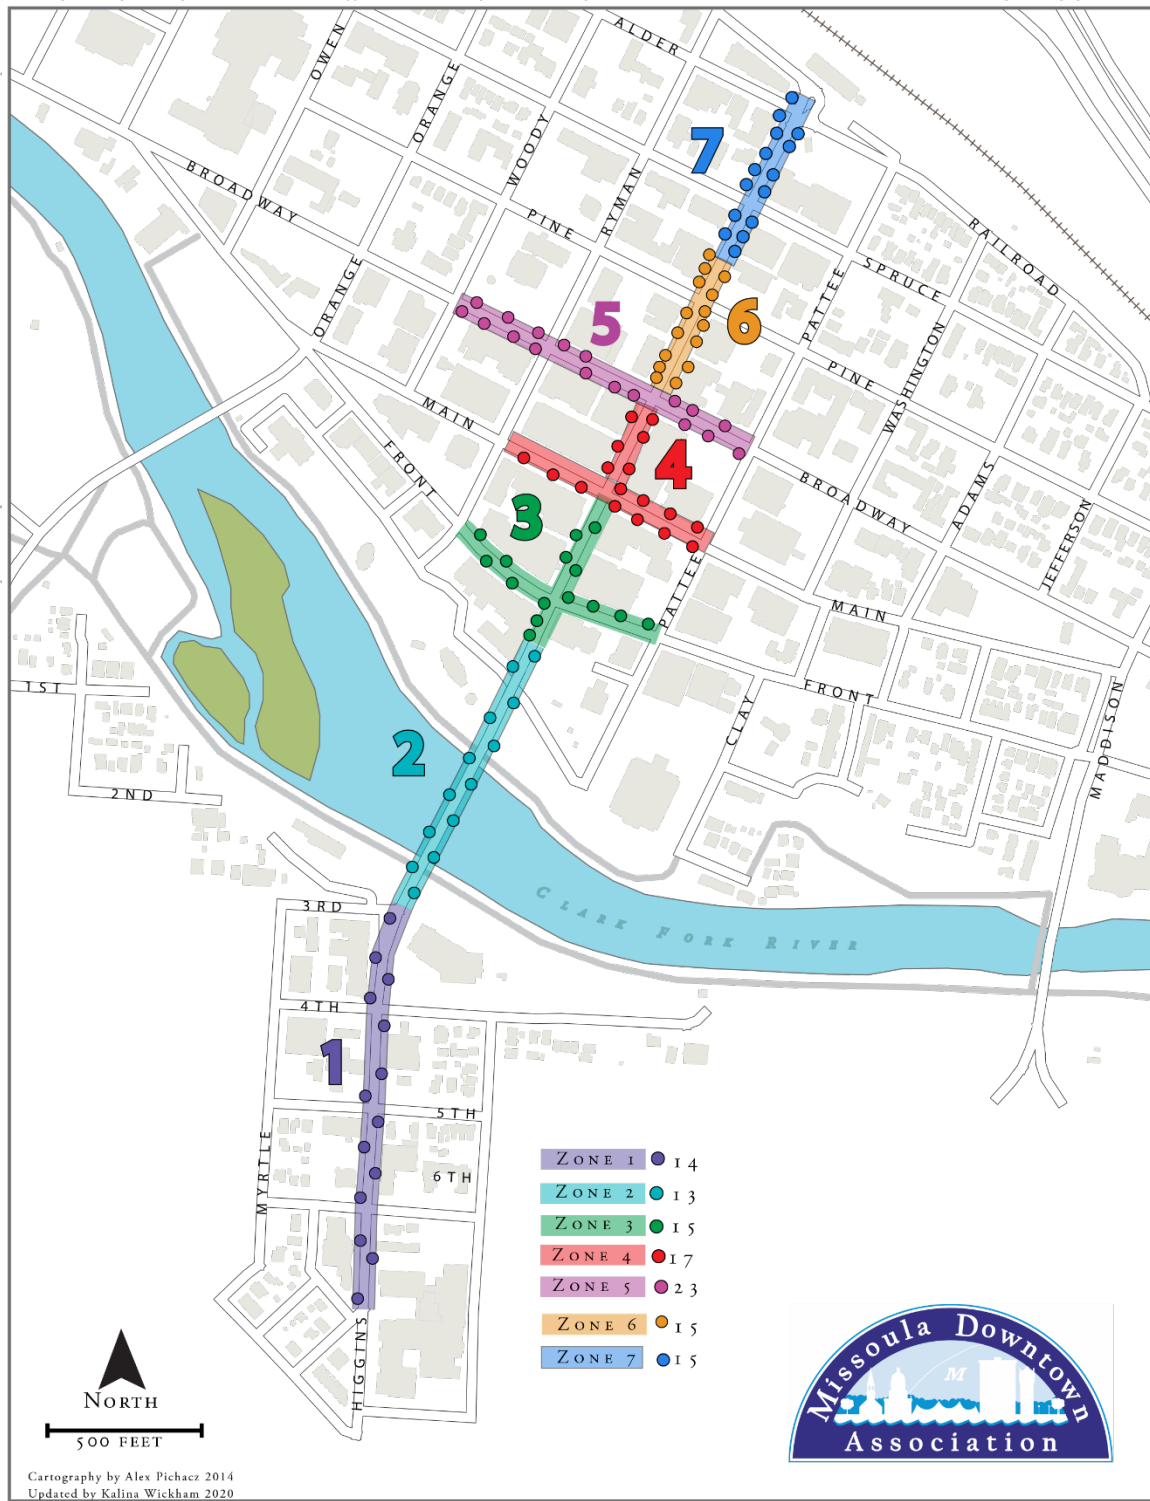 ALDER
OWEN
ORANGE
WOODY
7
BROADWAY
RYMAN
PINE
RAILROAD
ORANGE
PATTEE
SPRUCE
5
6
WASHINGTON
PINE
MAIN
4
FRONT
BROADWAY
ADAMS
3
JEFFERSON
PATTEE
MAIN
1ST
FRONT
CLAY
MADISON
2
2ND
CLARK FORK RIVER
3RD
4TH
1
5TH
MYRTLE
6TH
HIGGINS
ZONE 1 14
ZONE 2 13
ZONE 3 15
ZONE 4 17
ZONE 5 23
ZONE 6 15
ZONE 7 15
NORTH
500 FEET
Missoula Downtown
M
Association
Cartography by Alex Pichacz 2014
Updated by Kalina Wickham 2020